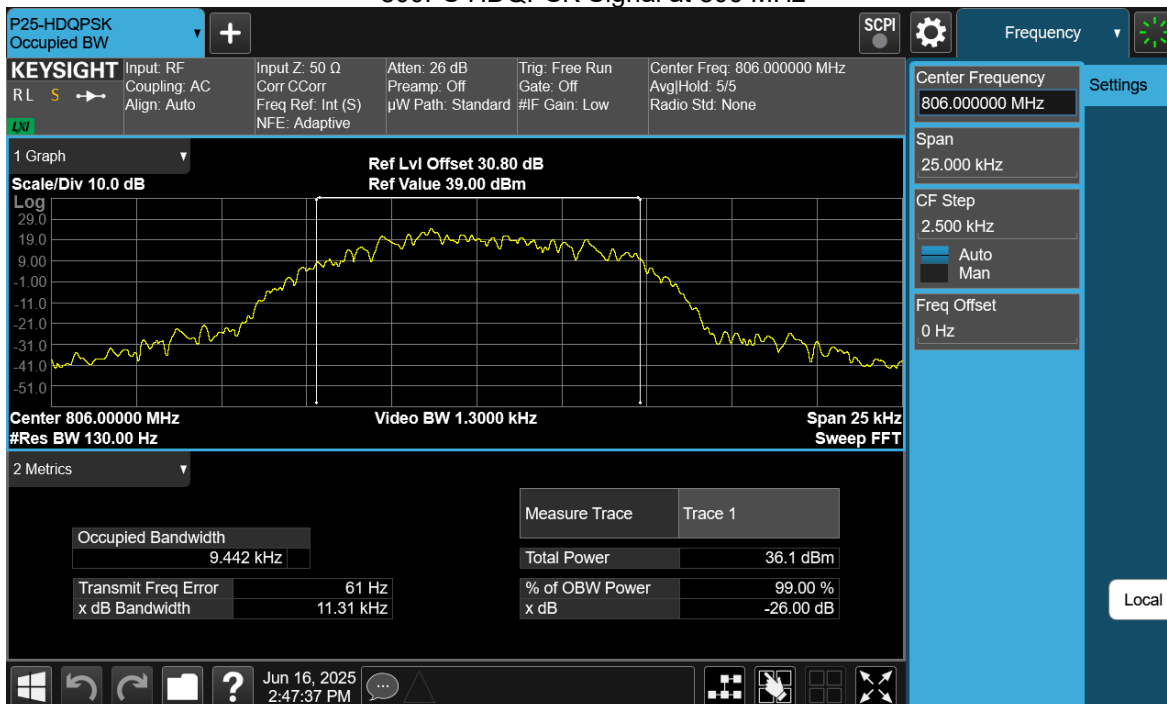 P25-HDQPSK
Occupied BW
+
SCPI
Frequency
KEYSIGHT
RL S
LXI
Input: RF
Coupling: AC
Align: Auto
Input Z: 50 Ω
Corr CCorr
Freq Ref: Int (S)
NFE: Adaptive
Atten: 26 dB
Preamp: Off
µW Path: Standard
Trig: Free Run
Gate: Off
#IF Gain: Low
Center Freq: 806.000000 MHz
Avg|Hold: 5/5
Radio Std: None
Center Frequency
806.000000 MHz
Settings
Span
25.000 kHz
CF Step
2.500 kHz
Auto
Man
Freq Offset
0 Hz
Local
1 Graph
Scale/Div 10.0 dB
Ref Lvl Offset 30.80 dB
Ref Value 39.00 dBm
Log
29.0
19.0
9.00
-1.00
-11.0
-21.0
-31.0
-41.0
-51.0
Center 806.00000 MHz
#Res BW 130.00 Hz
Video BW 1.3000 kHz
Span 25 kHz
Sweep FFT
2 Metrics
Measure Trace Trace 1
Occupied Bandwidth
9.442 kHz
Total Power 36.1 dBm
Transmit Freq Error 61 Hz
% of OBW Power 99.00 %
x dB Bandwidth 11.31 kHz
x dB -26.00 dB
?
Jun 16, 2025
2:47:37 PM